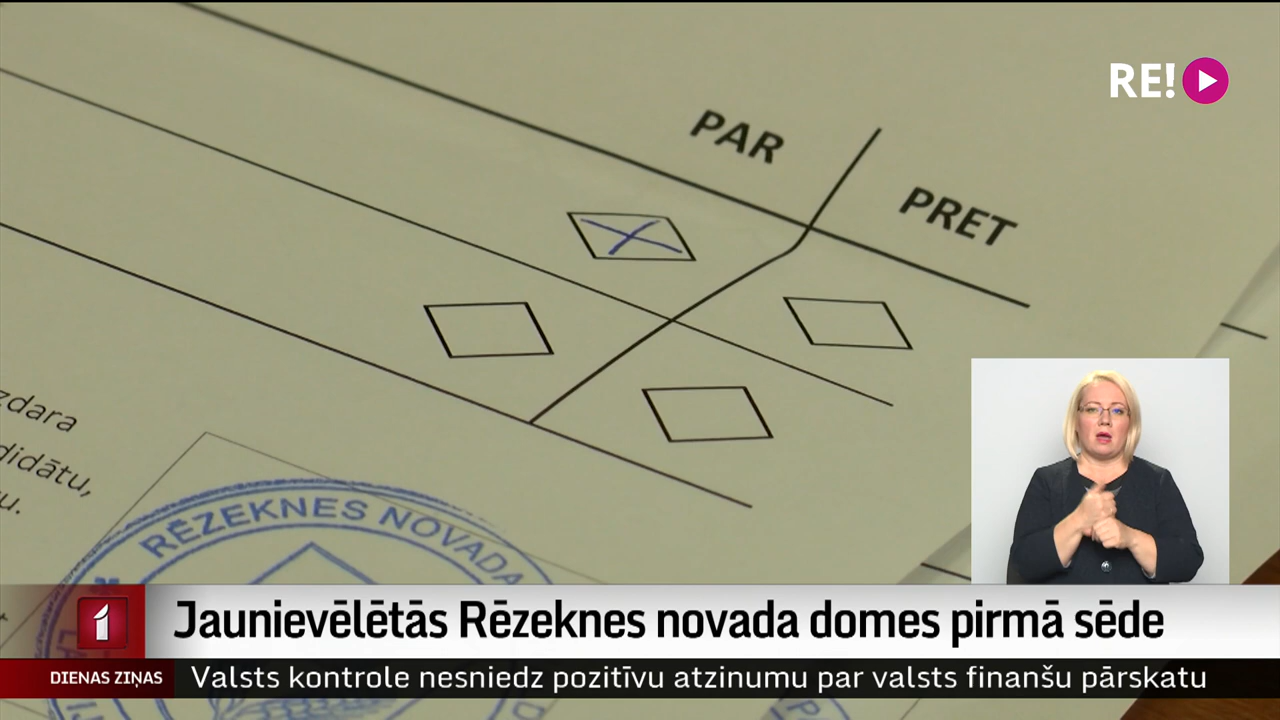 RE!
PAR
PRET
zdara
didātu,
u.
RĒZEKNES NOVADA
1
Jaunievēlētās Rēzeknes novada domes pirmā sēde
DIENAS ZIŅAS
Valsts kontrole nesniedz pozitīvu atzinumu par valsts finanšu pārskatu